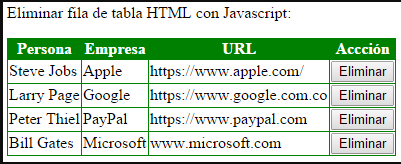 Eliminar fila de tabla HTML con Javascript:
Persona Empresa URL Accción
Steve Jobs Apple https://www.apple.com/ Eliminar
Larry Page Google https://www.google.com.co Eliminar
Peter Thiel PayPal https://www.paypal.com Eliminar
Bill Gates Microsoft www.microsoft.com Eliminar